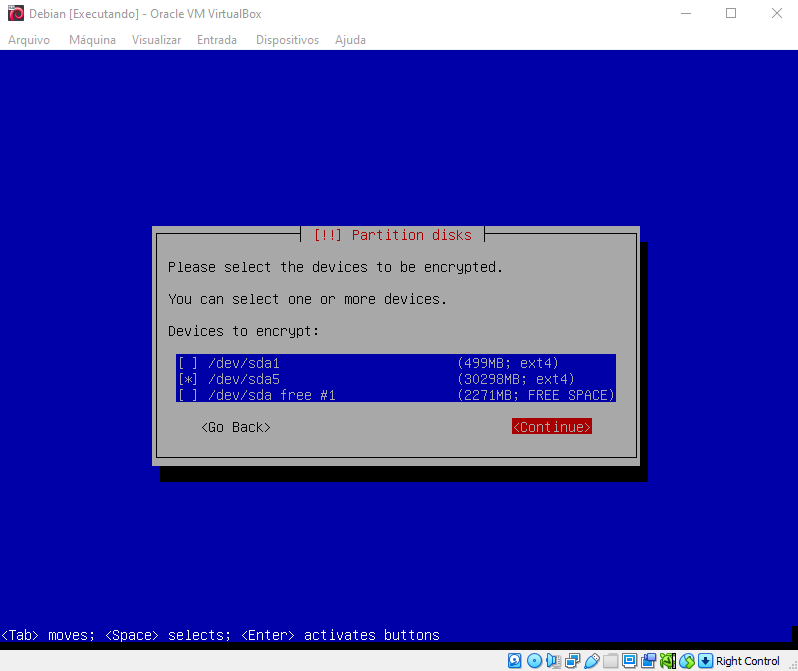 Debian [Executando] - Oracle VM VirtualBox
Arquivo Máquina Visualizar Entrada Dispositivos Ajuda
[!!] Partition disks
Please select the devices to be encrypted.
You can select one or more devices.
Devices to encrypt:
[ ] /dev/sda1 (499MB; ext4)
[*] /dev/sda5 (30298MB; ext4)
[ ] /dev/sda free #1 (2271MB; FREE SPACE)
<Go Back> <Continue>
<Tab> moves; <Space> selects; <Enter> activates buttons
Right Control